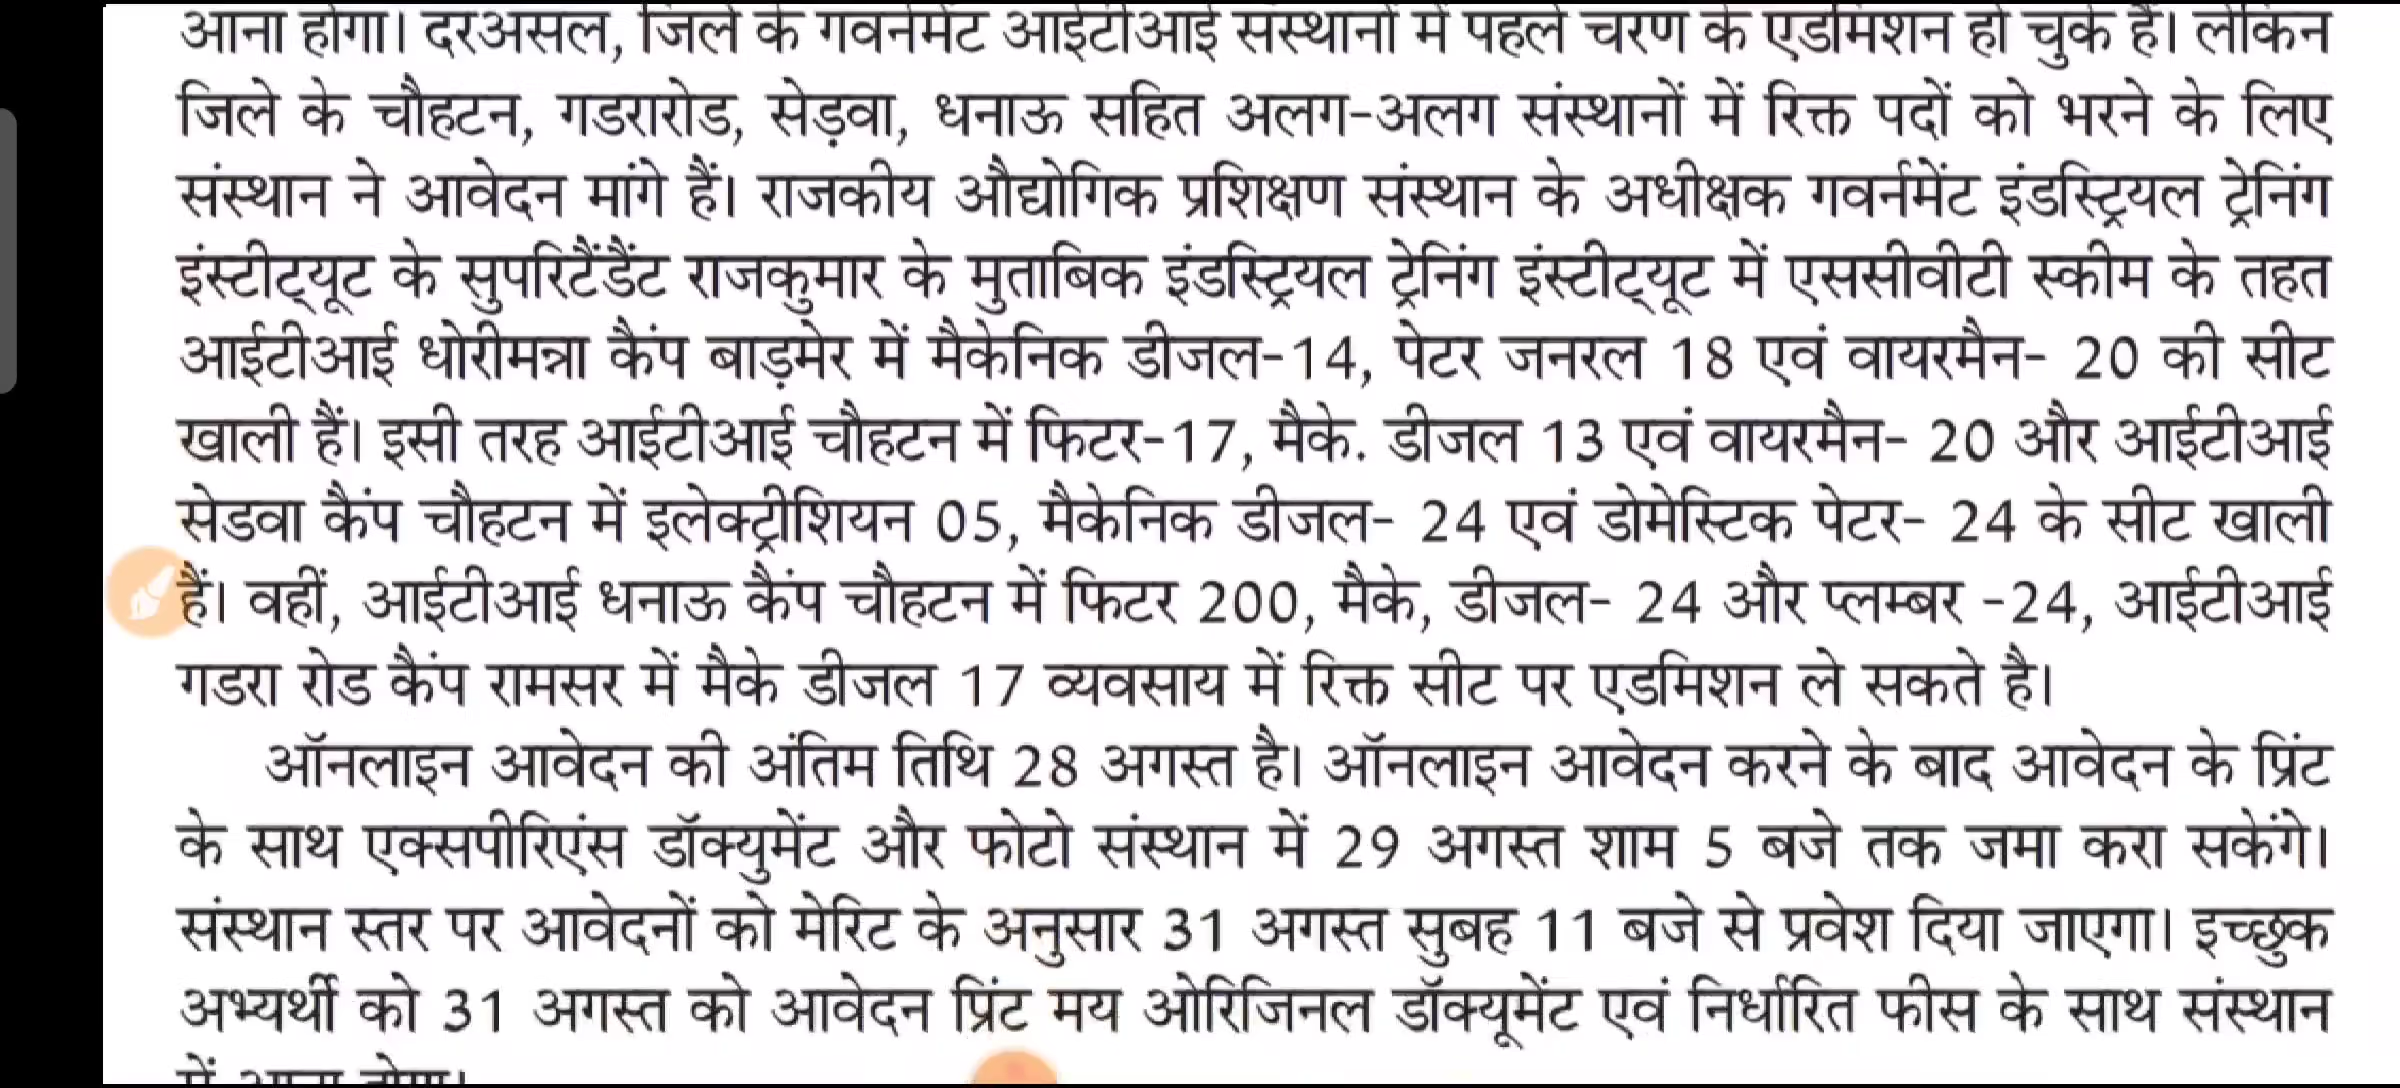 आना होगा। दरअसल, जिले के गवर्नमेंट आईटीआई संस्थानों में पहले चरण के एडमिशन हो चुके हैं। लेकिन
जिले के चौहटन, गडरारोड, सेड़वा, धनाऊ सहित अलग-अलग संस्थानों में रिक्त पदों को भरने के लिए
संस्थान ने आवेदन मांगे हैं। राजकीय औद्योगिक प्रशिक्षण संस्थान के अधीक्षक गवर्नमेंट इंडस्ट्रियल ट्रेनिंग
इंस्टीट्यूट के सुपरिटैंडैंट राजकुमार के मुताबिक इंडस्ट्रियल ट्रेनिंग इंस्टीट्यूट में एससीवीटी स्कीम के तहत
आईटीआई धोरीमन्ना कैंप बाड़मेर में मैकेनिक डीजल-14, पेटर जनरल 18 एवं वायरमैन- 20 की सीट
खाली हैं। इसी तरह आईटीआई चौहटन में फिटर-17, मैके. डीजल 13 एवं वायरमैन- 20 और आईटीआई
सेडवा कैंप चौहटन में इलेक्ट्रीशियन 05, मैकेनिक डीजल- 24 एवं डोमेस्टिक पेटर- 24 के सीट खाली
हैं। वहीं, आईटीआई धनाऊ कैंप चौहटन में फिटर 200, मैके, डीजल- 24 और प्लम्बर -24, आईटीआई
गडरा रोड कैंप रामसर में मैके डीजल 17 व्यवसाय में रिक्त सीट पर एडमिशन ले सकते है।
ऑनलाइन आवेदन की अंतिम तिथि 28 अगस्त है। ऑनलाइन आवेदन करने के बाद आवेदन के प्रिंट
के साथ एक्सपीरिएंस डॉक्युमेंट और फोटो संस्थान में 29 अगस्त शाम 5 बजे तक जमा करा सकेंगे।
संस्थान स्तर पर आवेदनों को मेरिट के अनुसार 31 अगस्त सुबह 11 बजे से प्रवेश दिया जाएगा। इच्छुक
अभ्यर्थी को 31 अगस्त को आवेदन प्रिंट मय ओरिजिनल डॉक्यूमेंट एवं निर्धारित फीस के साथ संस्थान
में आना होगा।